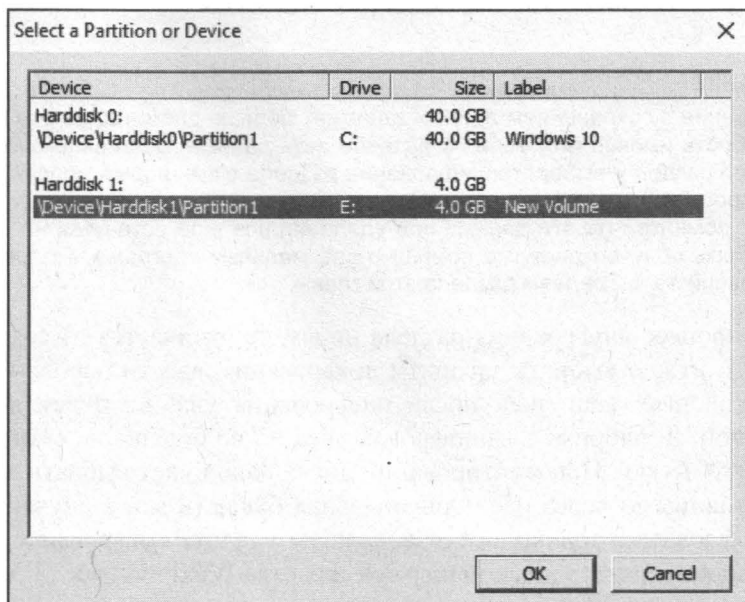 Select a Partition or Device
Device Drive Size Label
Harddisk 0: 40.0 GB
\Device\Harddisk0\Partition1 C: 40.0 GB Windows 10
Harddisk 1: 4.0 GB
\Device\Harddisk1\Partition1 E: 4.0 GB New Volume
OK Cancel